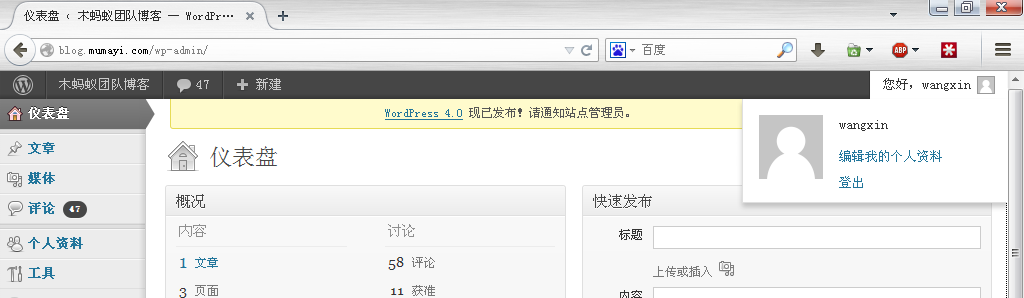 仪表盘 ‹ 木蚂蚁团队博客 — WordPr...
blog.mumayi.com/wp-admin/
百度
ABP
木蚂蚁团队博客
47
新建
您好，wangxin
仪表盘
WordPress 4.0 现已发布！请通知站点管理员。
wangxin
编辑我的个人资料
登出
文章
媒体
评论 47
个人资料
工具
仪表盘
概况
快速发布
内容
讨论
标题
1 文章
58 评论
上传或插入
3 页面
11 获准
内容